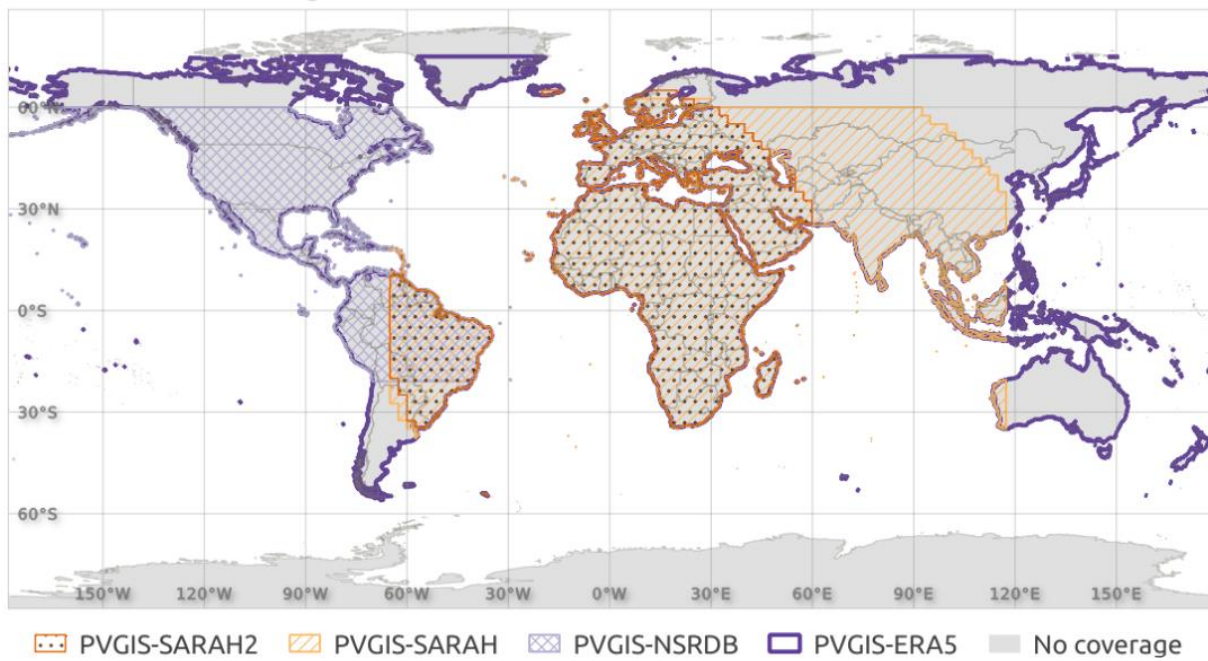 60°N
30°N
0°S
30°S
60°S
150°W 120°W 90°W 60°W 30°W 0°W 30°E 60°E 90°E 120°E 150°E
PVGIS-SARAH2 PVGIS-SARAH PVGIS-NSRDB PVGIS-ERA5 No coverage